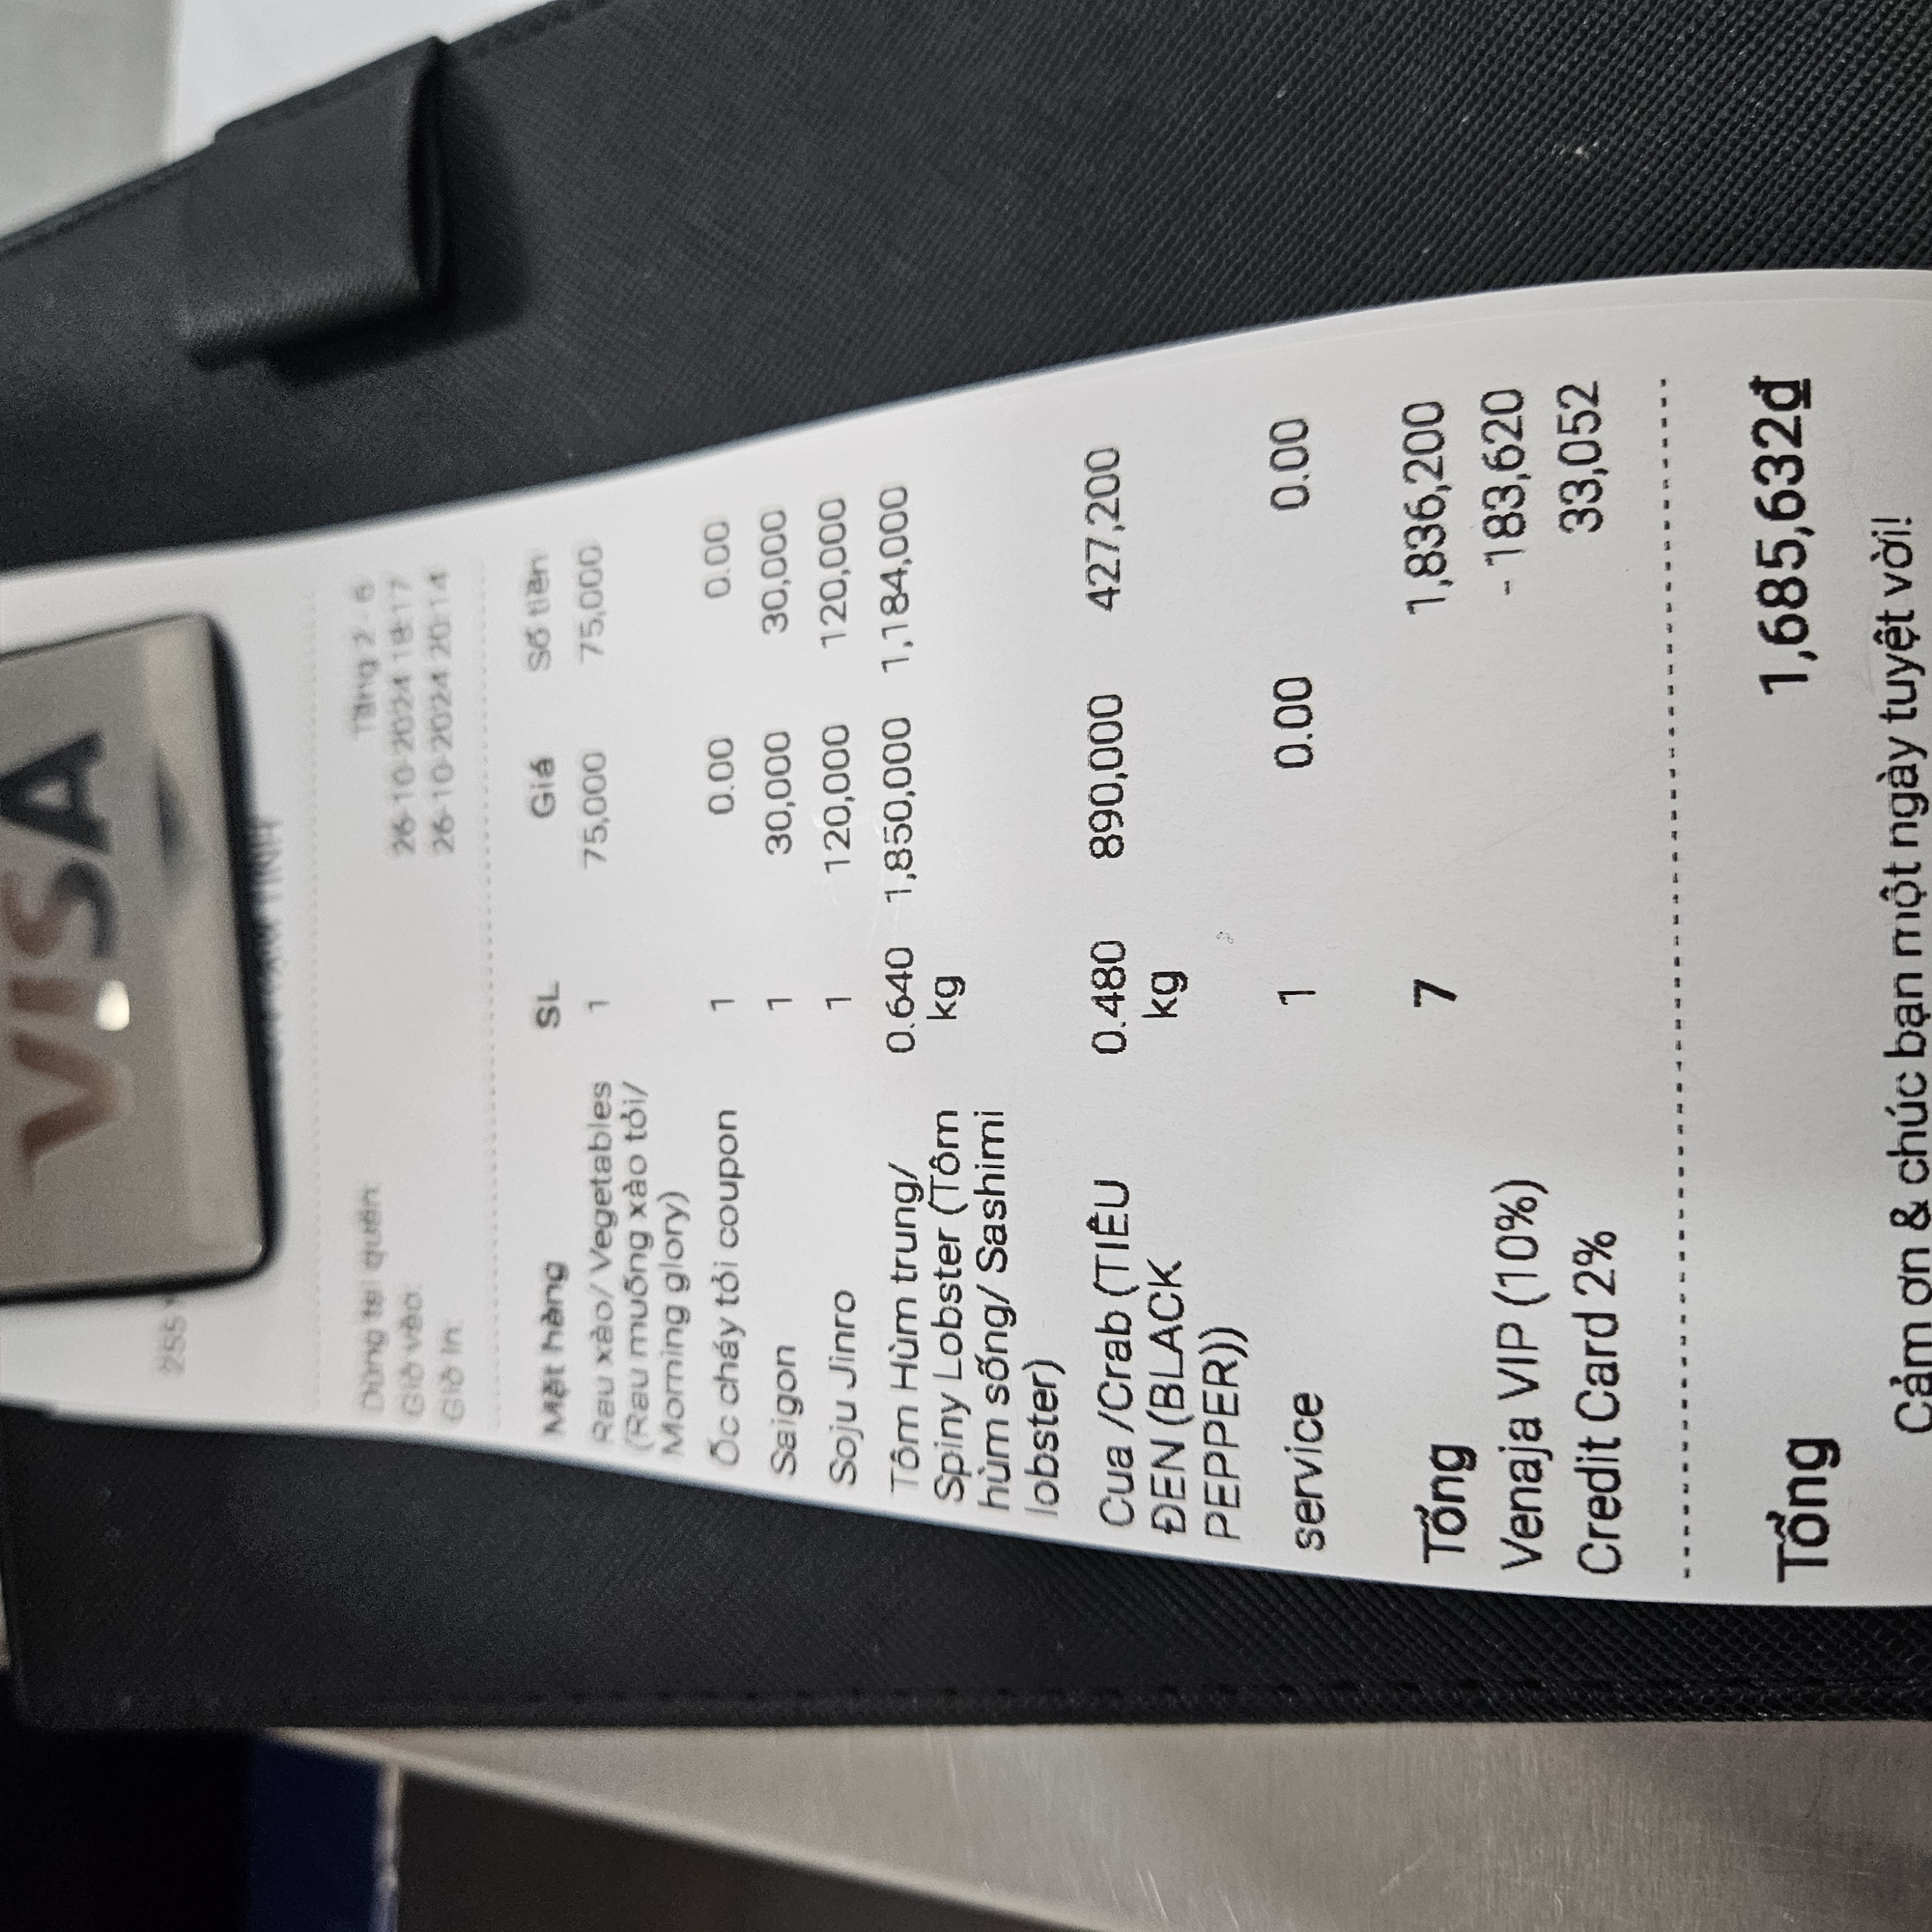 VISA
255
Dùng tại quán: Tầng 2 - 6
Giờ vào: 26-10-2024 18:17
Giờ in: 26-10-2024 20:14
Mặt hàng SL Giá Số tiền
Rau xào/ Vegetables 1 75,000 75,000
(Rau muống xào tỏi/
Morning glory)
Ốc cháy tỏi coupon 1 0.00 0.00
Saigon 1 30,000 30,000
Soju Jinro 1 120,000 120,000
Tôm Hùm trung/ 0.640 1,850,000 1,184,000
Spiny Lobster (Tôm kg
hùm sống/ Sashimi
lobster)
Cua /Crab (TIÊU 0.480 890,000 427,200
ĐEN (BLACK kg
PEPPER))
service 1 0.00 0.00
Tổng 7 1,836,200
Venaja VIP (10%) - 183,620
Credit Card 2% 33,052
Tổng 1,685,632₫
Cảm ơn & chúc bạn một ngày tuyệt vời!